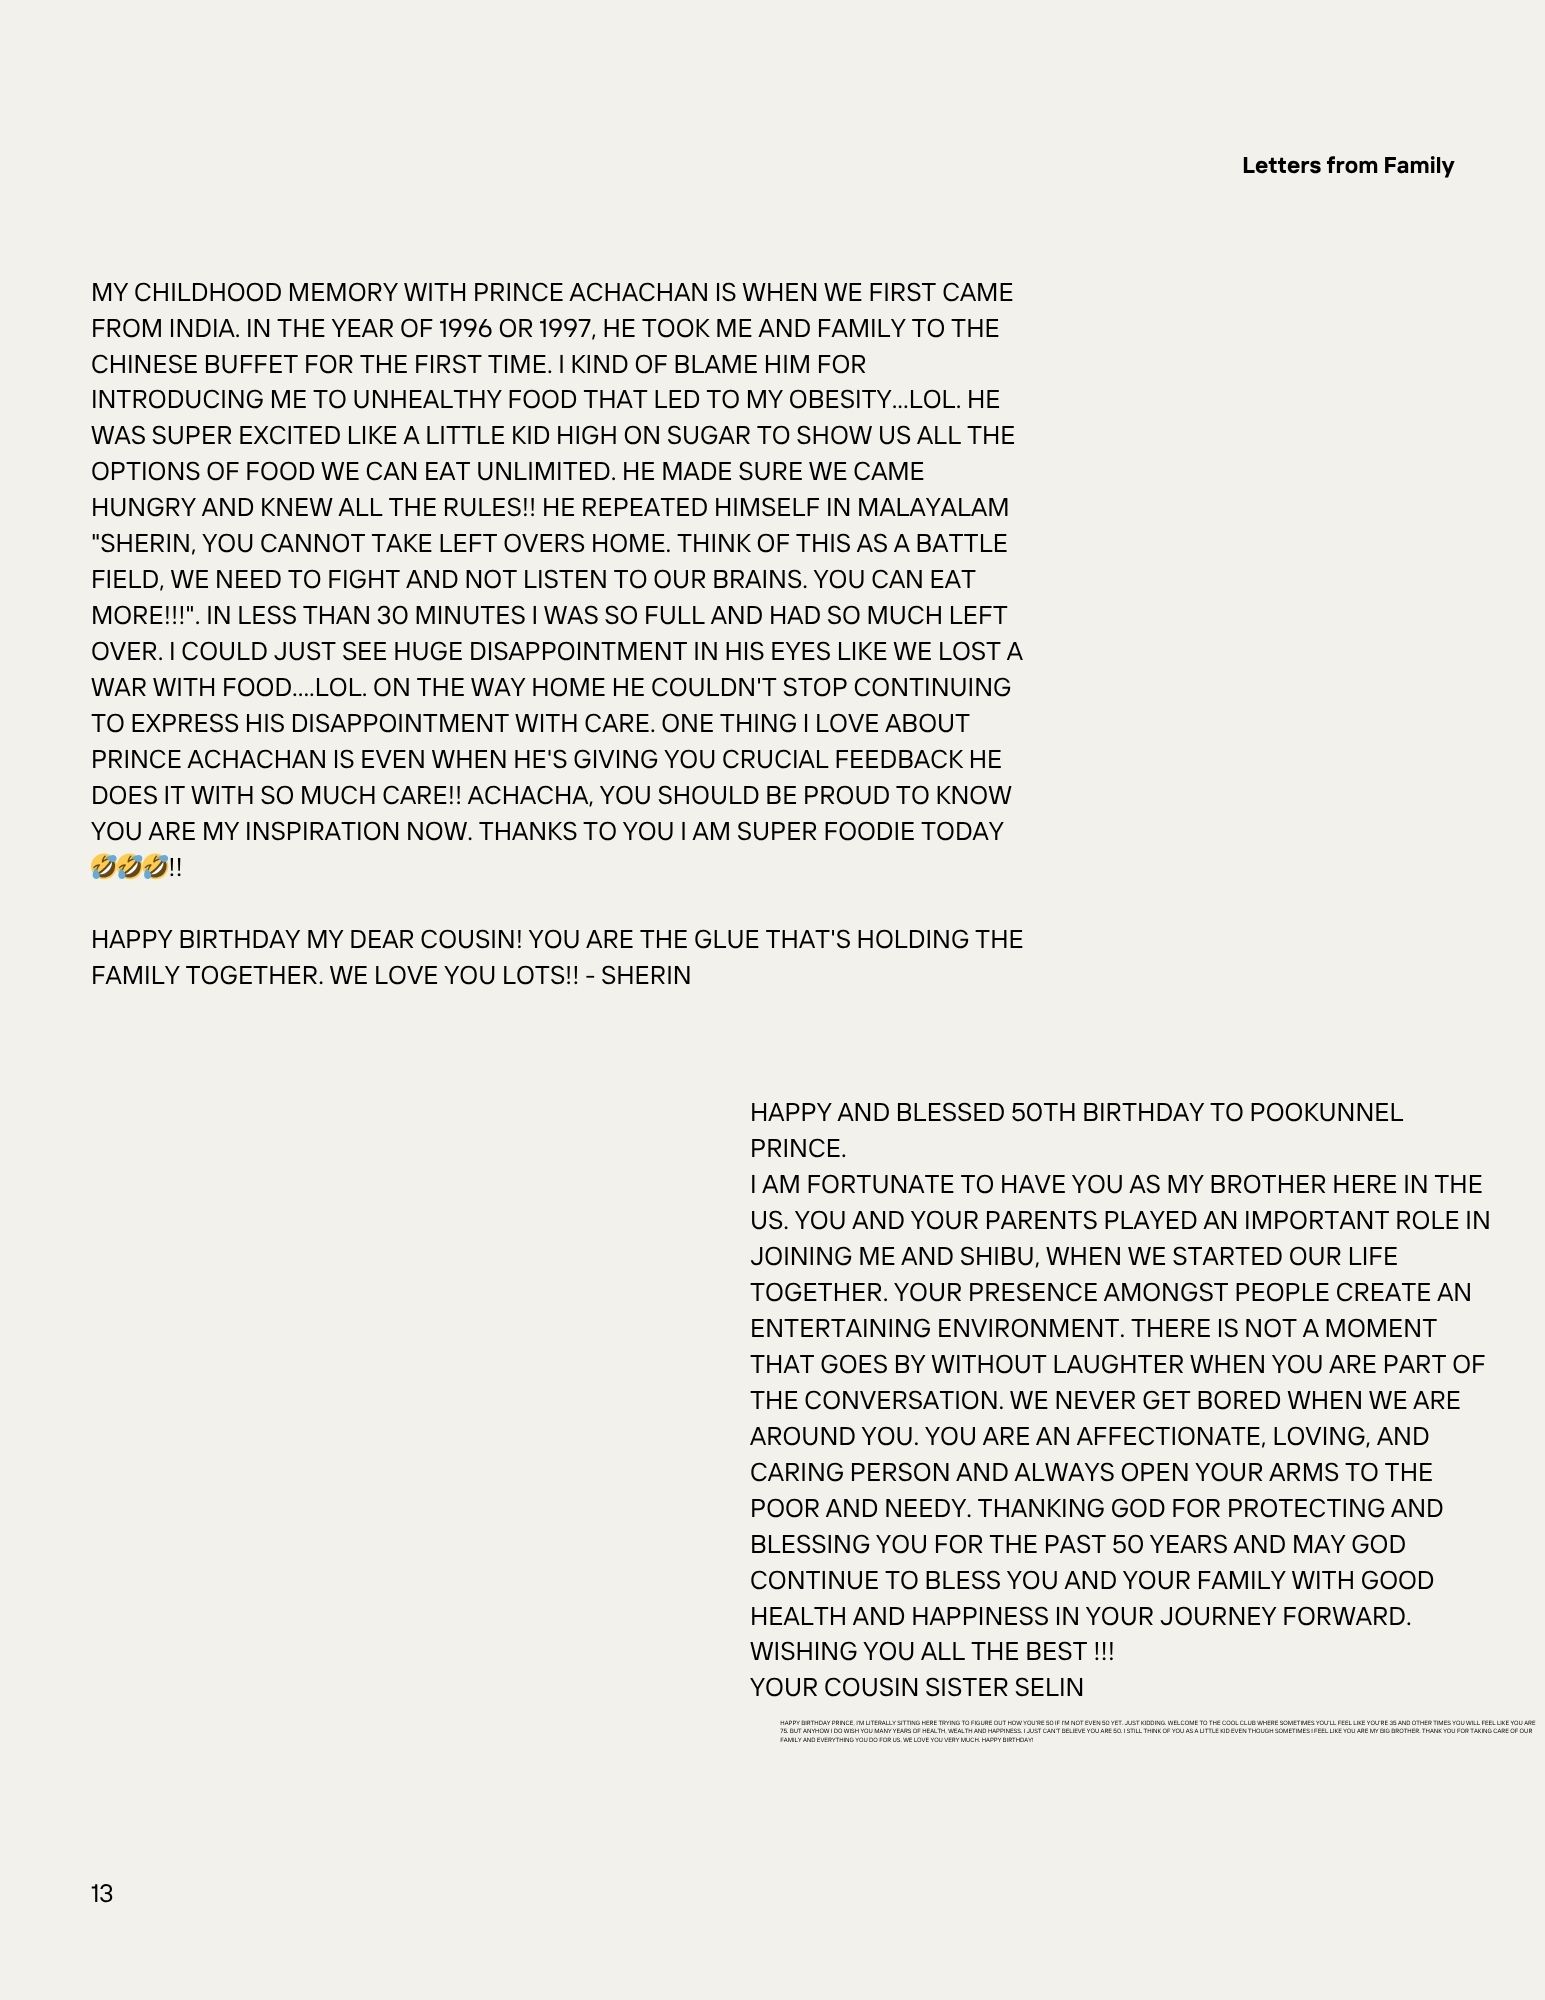 Letters from Family
MY CHILDHOOD MEMORY WITH PRINCE ACHACHAN IS WHEN WE FIRST CAME
FROM INDIA. IN THE YEAR OF 1996 OR 1997, HE TOOK ME AND FAMILY TO THE
CHINESE BUFFET FOR THE FIRST TIME. I KIND OF BLAME HIM FOR
INTRODUCING ME TO UNHEALTHY FOOD THAT LED TO MY OBESITY...LOL. HE
WAS SUPER EXCITED LIKE A LITTLE KID HIGH ON SUGAR TO SHOW US ALL THE
OPTIONS OF FOOD WE CAN EAT UNLIMITED. HE MADE SURE WE CAME
HUNGRY AND KNEW ALL THE RULES!! HE REPEATED HIMSELF IN MALAYALAM
"SHERIN, YOU CANNOT TAKE LEFT OVERS HOME. THINK OF THIS AS A BATTLE
FIELD, WE NEED TO FIGHT AND NOT LISTEN TO OUR BRAINS. YOU CAN EAT
MORE!!!". IN LESS THAN 30 MINUTES I WAS SO FULL AND HAD SO MUCH LEFT
OVER. I COULD JUST SEE HUGE DISAPPOINTMENT IN HIS EYES LIKE WE LOST A
WAR WITH FOOD....LOL. ON THE WAY HOME HE COULDN'T STOP CONTINUING
TO EXPRESS HIS DISAPPOINTMENT WITH CARE. ONE THING I LOVE ABOUT
PRINCE ACHACHAN IS EVEN WHEN HE'S GIVING YOU CRUCIAL FEEDBACK HE
DOES IT WITH SO MUCH CARE!! ACHACHA, YOU SHOULD BE PROUD TO KNOW
YOU ARE MY INSPIRATION NOW. THANKS TO YOU I AM SUPER FOODIE TODAY
🤣🤣🤣!!
HAPPY BIRTHDAY MY DEAR COUSIN! YOU ARE THE GLUE THAT'S HOLDING THE
FAMILY TOGETHER. WE LOVE YOU LOTS!! - SHERIN
HAPPY AND BLESSED 50TH BIRTHDAY TO POOKUNNEL
PRINCE.
I AM FORTUNATE TO HAVE YOU AS MY BROTHER HERE IN THE
US. YOU AND YOUR PARENTS PLAYED AN IMPORTANT ROLE IN
JOINING ME AND SHIBU, WHEN WE STARTED OUR LIFE
TOGETHER. YOUR PRESENCE AMONGST PEOPLE CREATE AN
ENTERTAINING ENVIRONMENT. THERE IS NOT A MOMENT
THAT GOES BY WITHOUT LAUGHTER WHEN YOU ARE PART OF
THE CONVERSATION. WE NEVER GET BORED WHEN WE ARE
AROUND YOU. YOU ARE AN AFFECTIONATE, LOVING, AND
CARING PERSON AND ALWAYS OPEN YOUR ARMS TO THE
POOR AND NEEDY. THANKING GOD FOR PROTECTING AND
BLESSING YOU FOR THE PAST 50 YEARS AND MAY GOD
CONTINUE TO BLESS YOU AND YOUR FAMILY WITH GOOD
HEALTH AND HAPPINESS IN YOUR JOURNEY FORWARD.
WISHING YOU ALL THE BEST !!!
YOUR COUSIN SISTER SELIN
HAPPY BIRTHDAY PRINCE, I'M LITERALLY SITTING HERE TRYING TO FIGURE OUT HOW YOU'RE 50 IF I'M NOT EVEN 50 YET. JUST KIDDING. WELCOME TO THE COOL CLUB WHERE SOMETIMES YOU'LL FEEL LIKE YOU'RE 35 AND OTHER TIMES YOU WILL FEEL LIKE YOU ARE
75. BUT ANYHOW I DO WISH YOU MANY YEARS OF HEALTH, WEALTH AND HAPPINESS. I JUST CAN'T BELIEVE YOU ARE 50. I STILL THINK OF YOU AS A LITTLE KID EVEN THOUGH SOMETIMES I FEEL LIKE YOU ARE MY BIG BROTHER. THANK YOU FOR TAKING CARE OF OUR
FAMILY AND EVERYTHING YOU DO FOR US. WE LOVE YOU VERY MUCH. HAPPY BIRTHDAY!
13